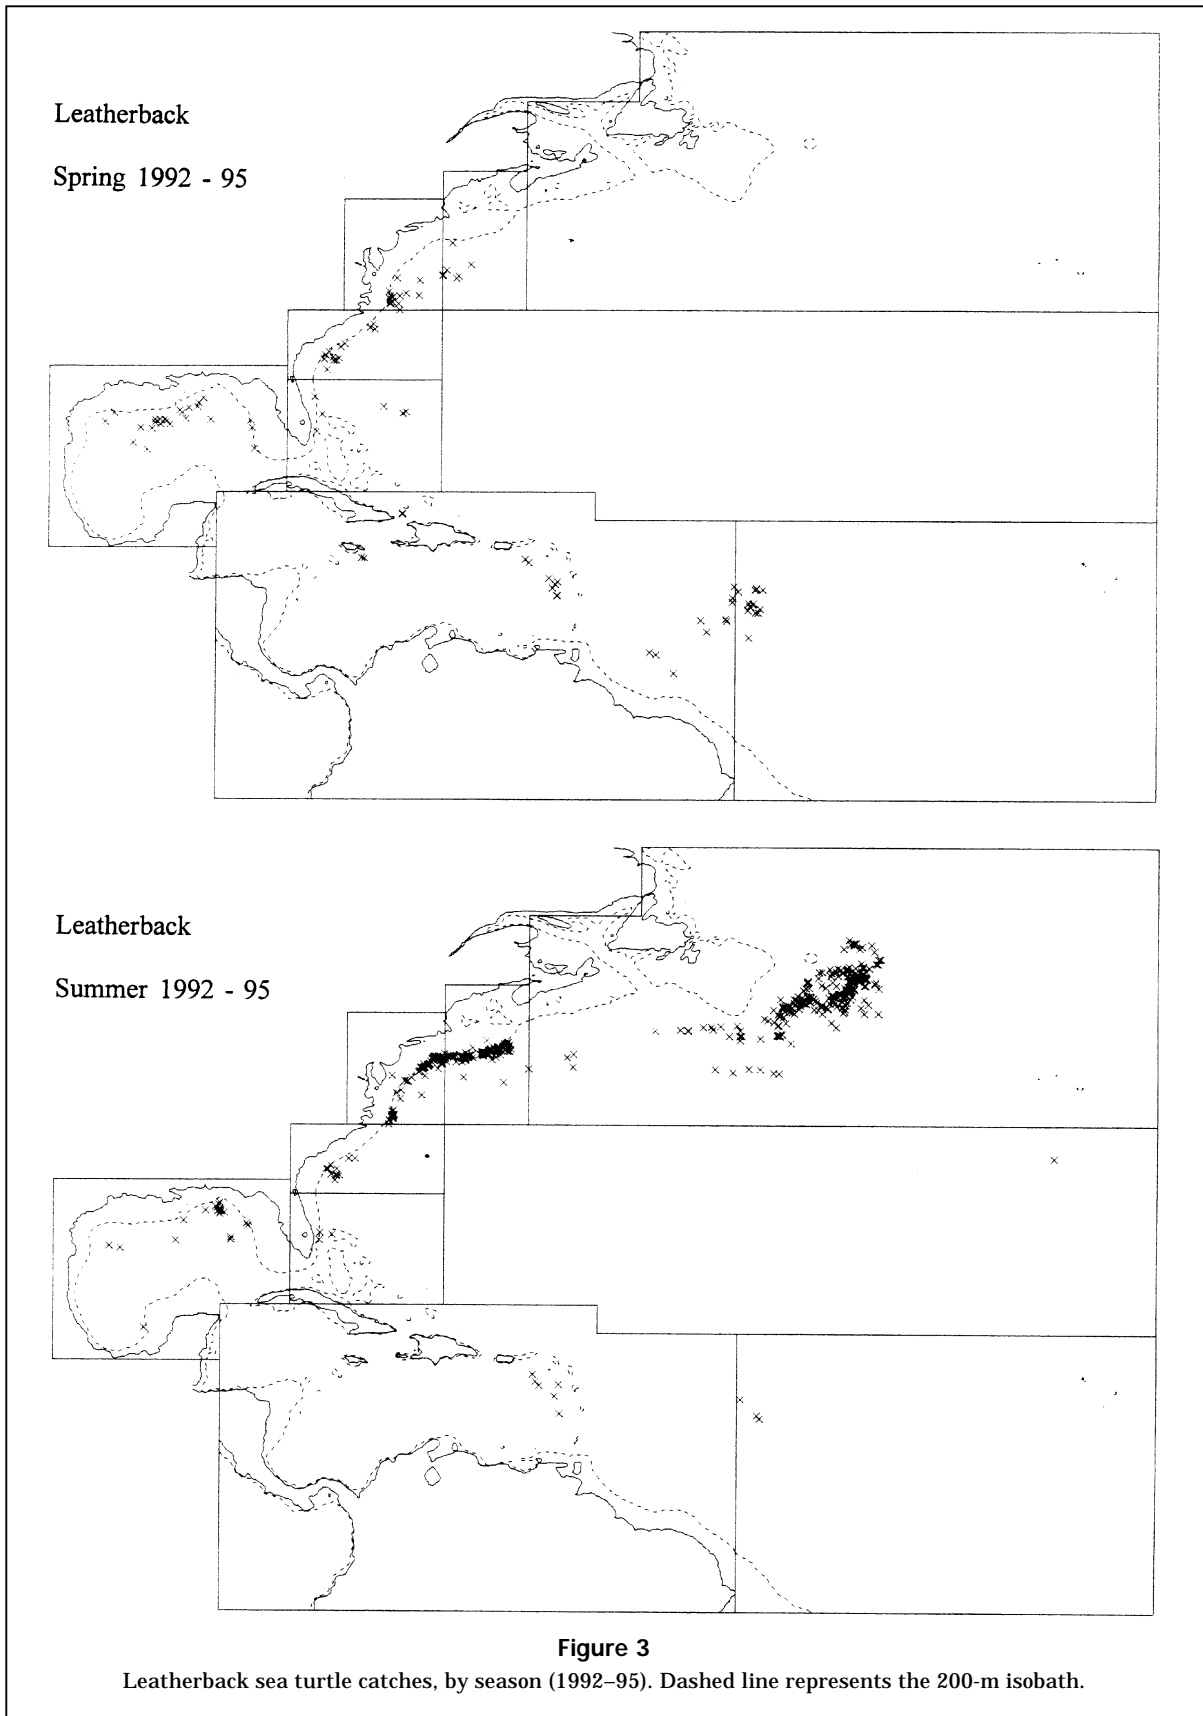 Leatherback
Spring 1992 - 95
Leatherback
Summer 1992 - 95
Figure 3
Leatherback sea turtle catches, by season (1992–95). Dashed line represents the 200-m isobath.